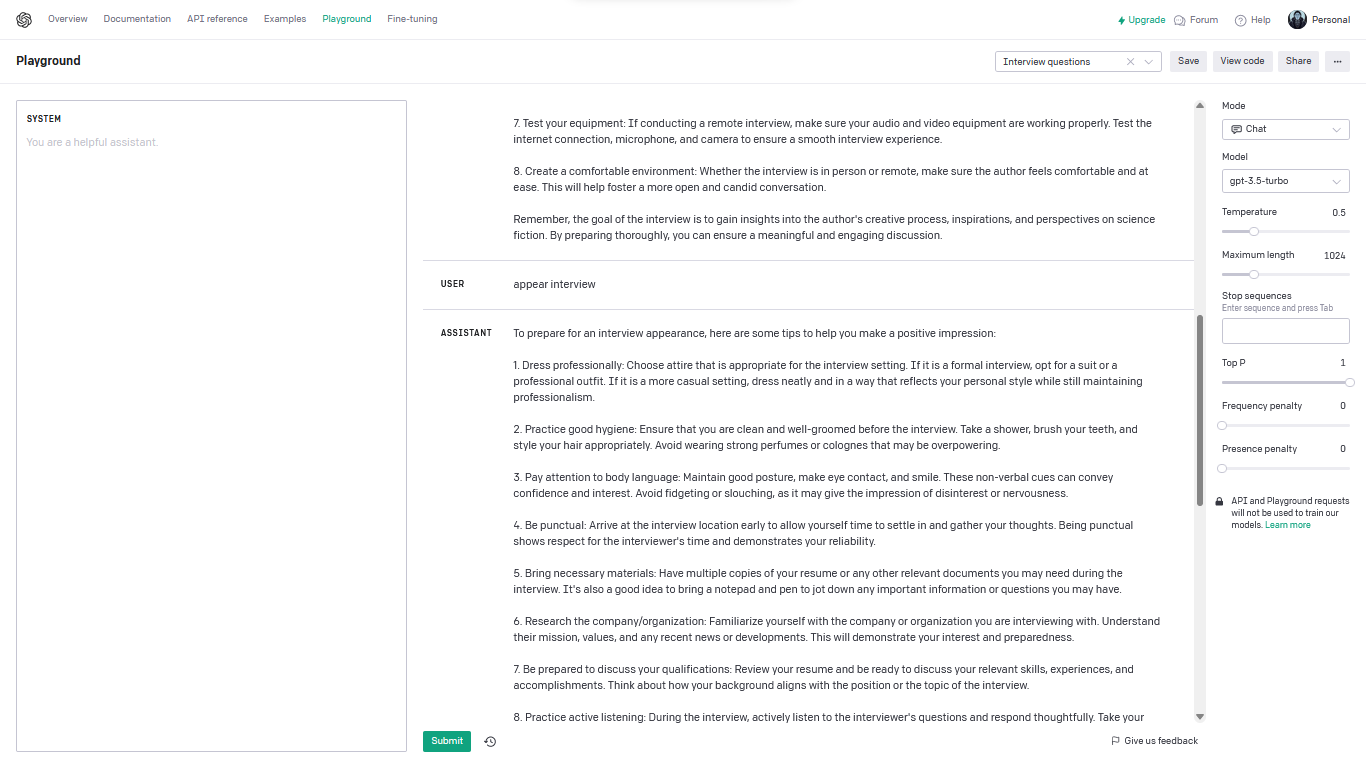 Overview Documentation API reference Examples Playground Fine-tuning Upgrade Forum Help Personal
Playground
Interview questions Save View code Share ...
SYSTEM
You are a helpful assistant.
7. Test your equipment: If conducting a remote interview, make sure your audio and video equipment are working properly. Test the
internet connection, microphone, and camera to ensure a smooth interview experience.
8. Create a comfortable environment: Whether the interview is in person or remote, make sure the author feels comfortable and at
ease. This will help foster a more open and candid conversation.
Remember, the goal of the interview is to gain insights into the author's creative process, inspirations, and perspectives on science
fiction. By preparing thoroughly, you can ensure a meaningful and engaging discussion.
USER appear interview
ASSISTANT To prepare for an interview appearance, here are some tips to help you make a positive impression:
1. Dress professionally: Choose attire that is appropriate for the interview setting. If it is a formal interview, opt for a suit or a
professional outfit. If it is a more casual setting, dress neatly and in a way that reflects your personal style while still maintaining
professionalism.
2. Practice good hygiene: Ensure that you are clean and well-groomed before the interview. Take a shower, brush your teeth, and
style your hair appropriately. Avoid wearing strong perfumes or colognes that may be overpowering.
3. Pay attention to body language: Maintain good posture, make eye contact, and smile. These non-verbal cues can convey
confidence and interest. Avoid fidgeting or slouching, as it may give the impression of disinterest or nervousness.
4. Be punctual: Arrive at the interview location early to allow yourself time to settle in and gather your thoughts. Being punctual
shows respect for the interviewer's time and demonstrates your reliability.
5. Bring necessary materials: Have multiple copies of your resume or any other relevant documents you may need during the
interview. It's also a good idea to bring a notepad and pen to jot down any important information or questions you may have.
6. Research the company/organization: Familiarize yourself with the company or organization you are interviewing with. Understand
their mission, values, and any recent news or developments. This will demonstrate your interest and preparedness.
7. Be prepared to discuss your qualifications: Review your resume and be ready to discuss your relevant skills, experiences, and
accomplishments. Think about how your background aligns with the position or the topic of the interview.
8. Practice active listening: During the interview, actively listen to the interviewer's questions and respond thoughtfully. Take your
Submit
Give us feedback
Mode
Chat
Model
gpt-3.5-turbo
Temperature 0.5
Maximum length 1024
Stop sequences
Enter sequence and press Tab
Top P 1
Frequency penalty 0
Presence penalty 0
API and Playground requests
will not be used to train our
models. Learn more